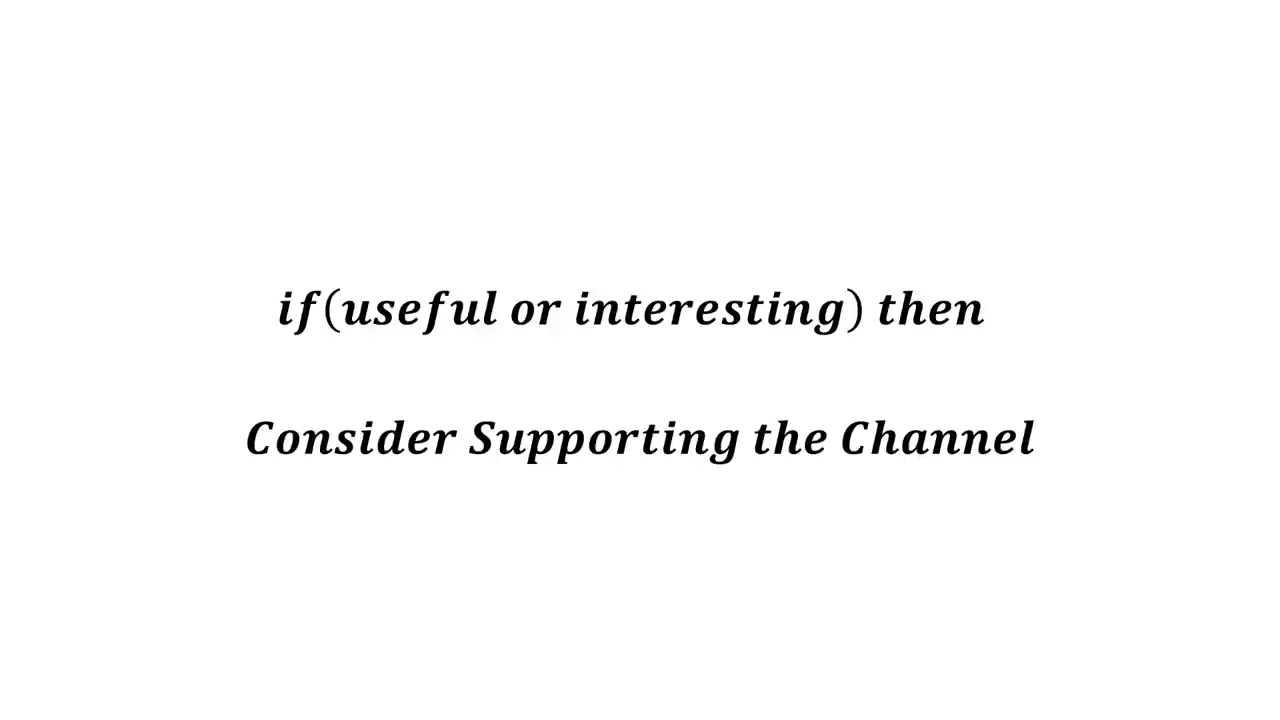 if(useful or interesting) then
Consider Supporting the Channel